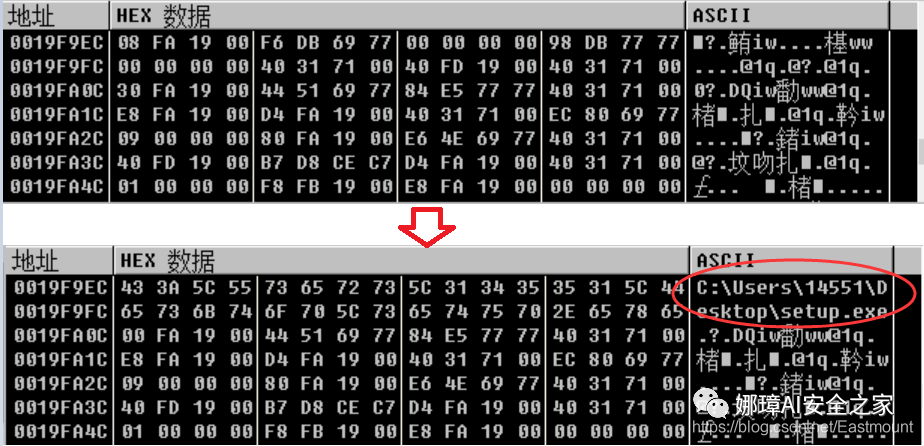 地址 HEX 数据 ASCII
0019F9EC 08 FA 19 00 F6 DB 69 77 00 00 00 00 98 DB 77 77 ■?.鲔iw....椹ww
0019F9FC 00 00 00 00 40 31 71 00 40 FD 19 00 40 31 71 00 ....@1q.@?.@1q.
0019FA0C 30 FA 19 00 44 51 69 77 84 E5 77 77 40 31 71 00 0?.DQiw勫ww@1q.
0019FA1C E8 FA 19 00 D4 FA 19 00 40 31 71 00 EC 80 69 77 楮■.扎■.@1q.靲iw
0019FA2C 09 00 00 00 80 FA 19 00 E6 4E 69 77 40 31 71 00 .....■?.鍺iw@1q.
0019FA3C 40 FD 19 00 B7 D8 CE C7 D4 FA 19 00 40 31 71 00 @?.坟吻扎■.@1q.
0019FA4C 01 00 00 00 F8 FB 19 00 E8 FA 19 00 00 00 00 00 £... ■.楮■.....
地址 HEX 数据 ASCII
0019F9EC 43 3A 5C 55 73 65 72 73 5C 31 34 35 35 31 5C 44 C:\Users\14551\D
0019F9FC 65 73 6B 74 6F 70 5C 73 65 74 75 70 2E 65 78 65 esktop\setup.exe
0019FA0C 00 FA 19 00 44 51 69 77 84 E5 77 77 40 31 71 00 .?.DQiw勫ww@1q.
0019FA1C E8 FA 19 00 D4 FA 19 00 40 31 71 00 EC 80 69 77 楮■.扎■.@1q.靲iw
0019FA2C 09 00 00 00 80 FA 19 00 E6 4E 69 77 40 31 71 00 .....■?.鍺iw@1q.
0019FA3C 40 FD 19 00 B7 D8 CE C7 D4 FA 19 00 40 31 71 00
0019FA4C 01 00 00 00 F8 FB 19 00 E8 FA 19 00 00 00 00 00
娜璋AI安全之家
https://blog.csdn.net/Eastmount